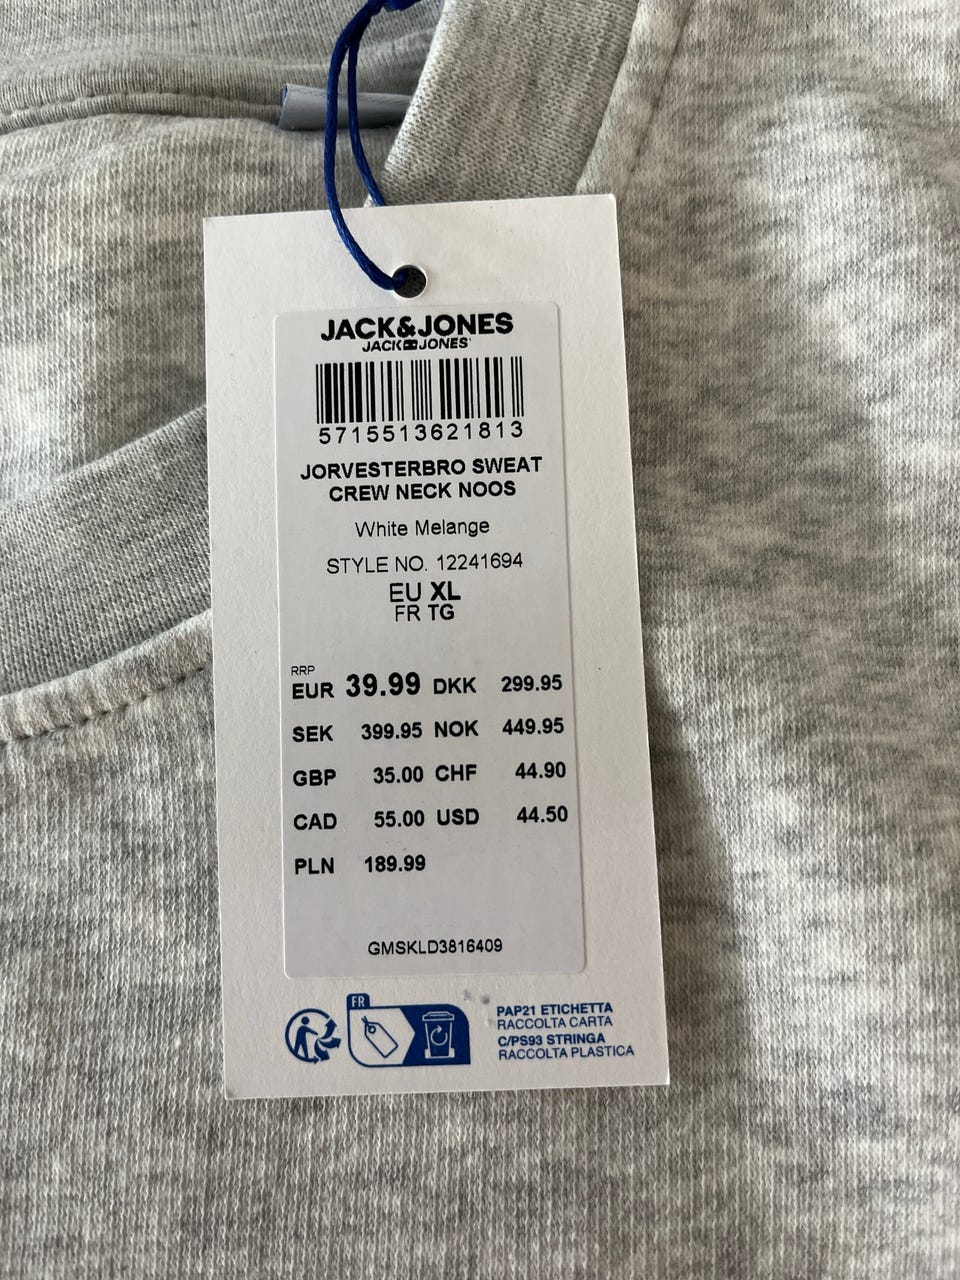 JACK&JONES
JACK JONES
5715513621813
JORVESTERBRO SWEAT
CREW NECK NOOS
White Melange
STYLE NO. 12241694
EU XL
FR TG
RRP
EUR 39.99 DKK 299.95
SEK 399.95 NOK 449.95
GBP 35.00 CHF 44.90
CAD 55.00 USD 44.50
PLN 189.99
GMSKLD3816409
FR
PAP21 ETICHETTA
RACCOLTA CARTA
C/PS93 STRINGA
RACCOLTA PLASTICA